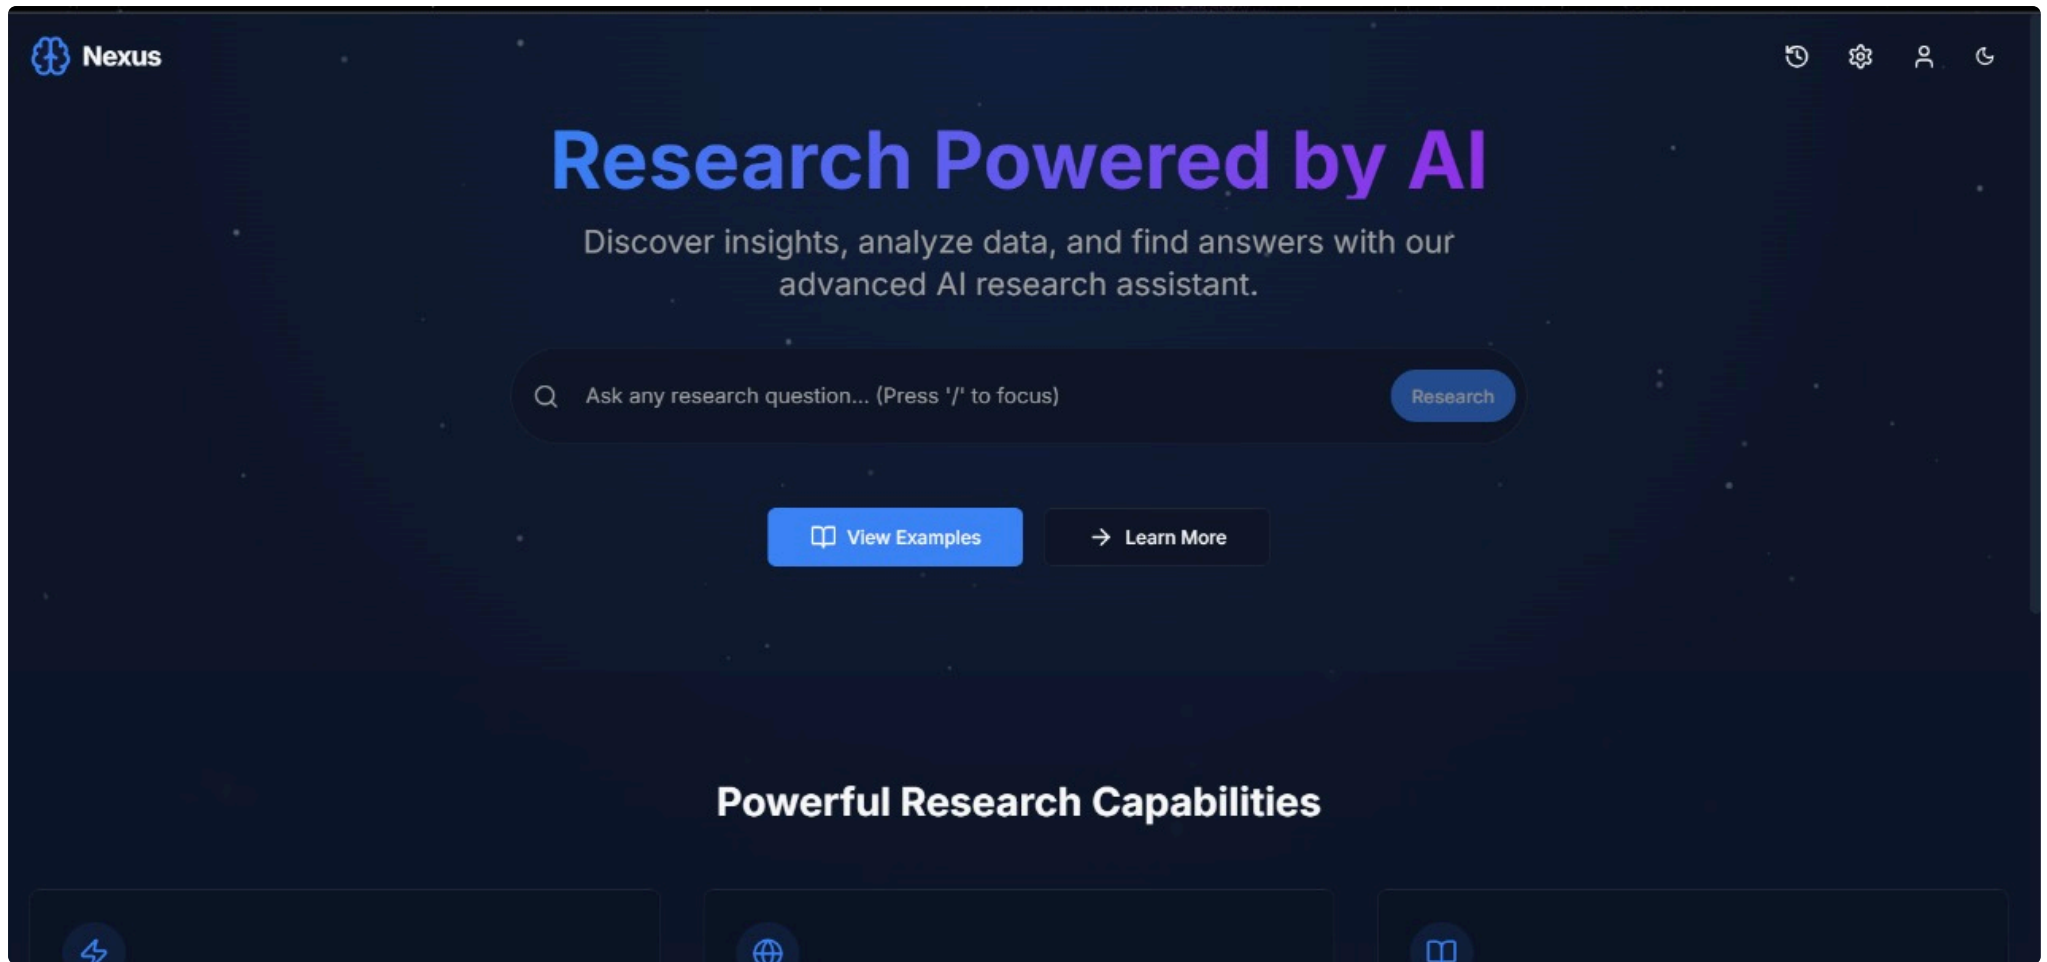 Nexus
Research Powered by AI
Discover insights, analyze data, and find answers with our
advanced AI research assistant.
Ask any research question... (Press '/' to focus)
Research
View Examples
Learn More
Powerful Research Capabilities